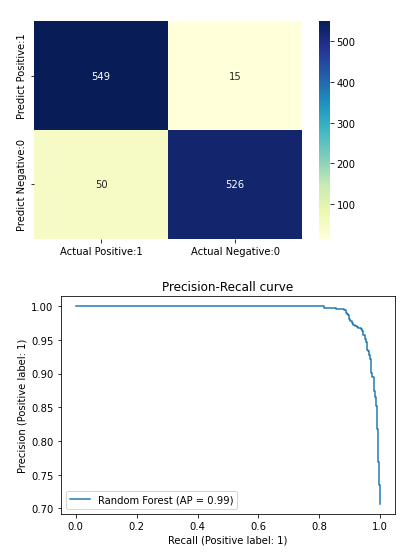 Predict Positive:1
Predict Negative:0
549
15
50
526
Actual Positive:1
Actual Negative:0
500
400
300
200
100
Precision-Recall curve
Precision (Positive label: 1)
1.00
0.95
0.90
0.85
0.80
0.75
0.70
Random Forest (AP = 0.99)
0.0
0.2
0.4
0.6
0.8
1.0
Recall (Positive label: 1)